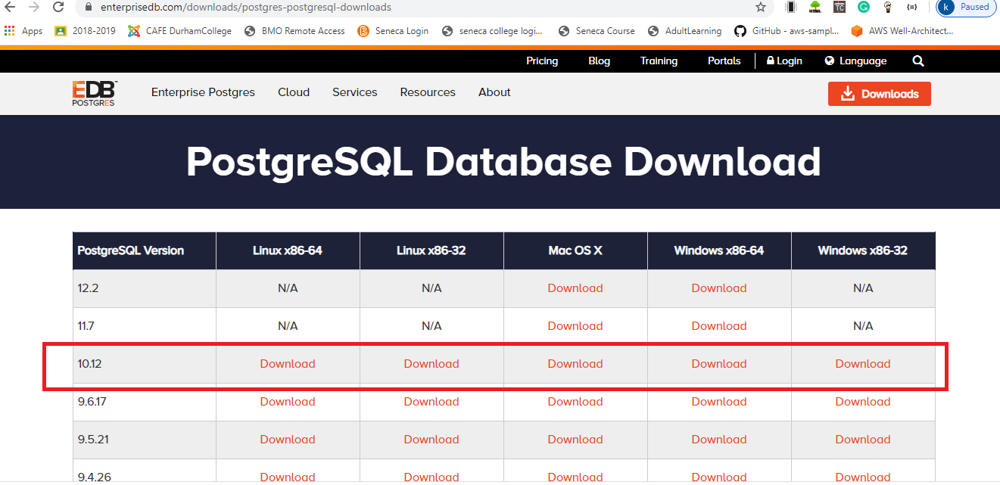 enterprisedb.com/downloads/postgres-postgresql-downloads k Paused
Apps 2018-2019 CAFE DurhamCollege BMO Remote Access Seneca Login seneca college logi... Seneca Course AdultLearning GitHub - aws-sampl... AWS Well-Architect...
Pricing Blog Training Portals Login Language
EDB™
POSTGRES
Enterprise Postgres Cloud Services Resources About Downloads
PostgreSQL Database Download
PostgreSQL Version Linux x86-64 Linux x86-32 Mac OS X Windows x86-64 Windows x86-32
12.2 N/A N/A Download Download N/A
11.7 N/A N/A Download Download N/A
10.12 Download Download Download Download Download
9.6.17 Download Download Download Download Download
9.5.21 Download Download Download Download Download
9.4.26 Download Download Download Download Download